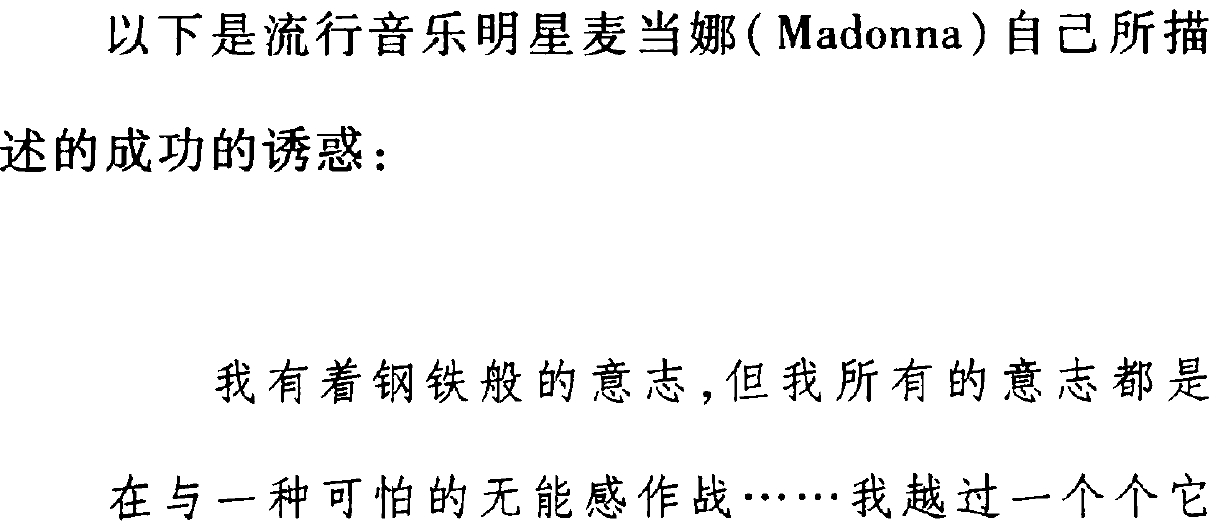 以下是流行音乐明星麦当娜(Madonna)自己所描
述的成功的诱惑：
我有着钢铁般的意志,但我所有的意志都是
在与一种可怕的无能感作战……我越过一个个它